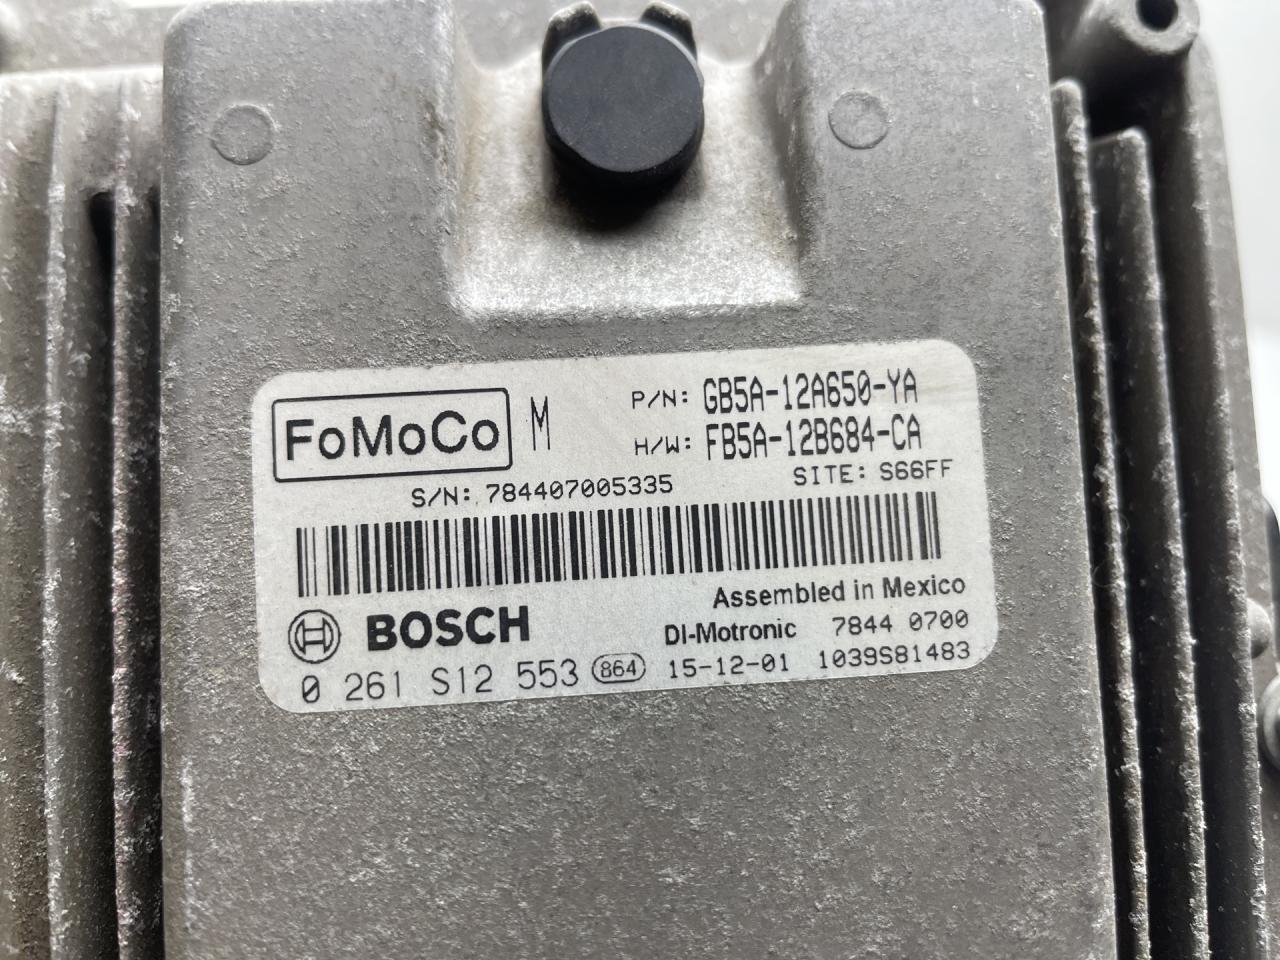 FoMoCo M P/N: GB5A-12A650-YA
H/W: FB5A-12B684-CA
S/N: 784407005335 SITE: S66FF
Assembled in Mexico
BOSCH DI-Motronic 7844 0700
0 261 S12 553 864 15-12-01 1039S81483